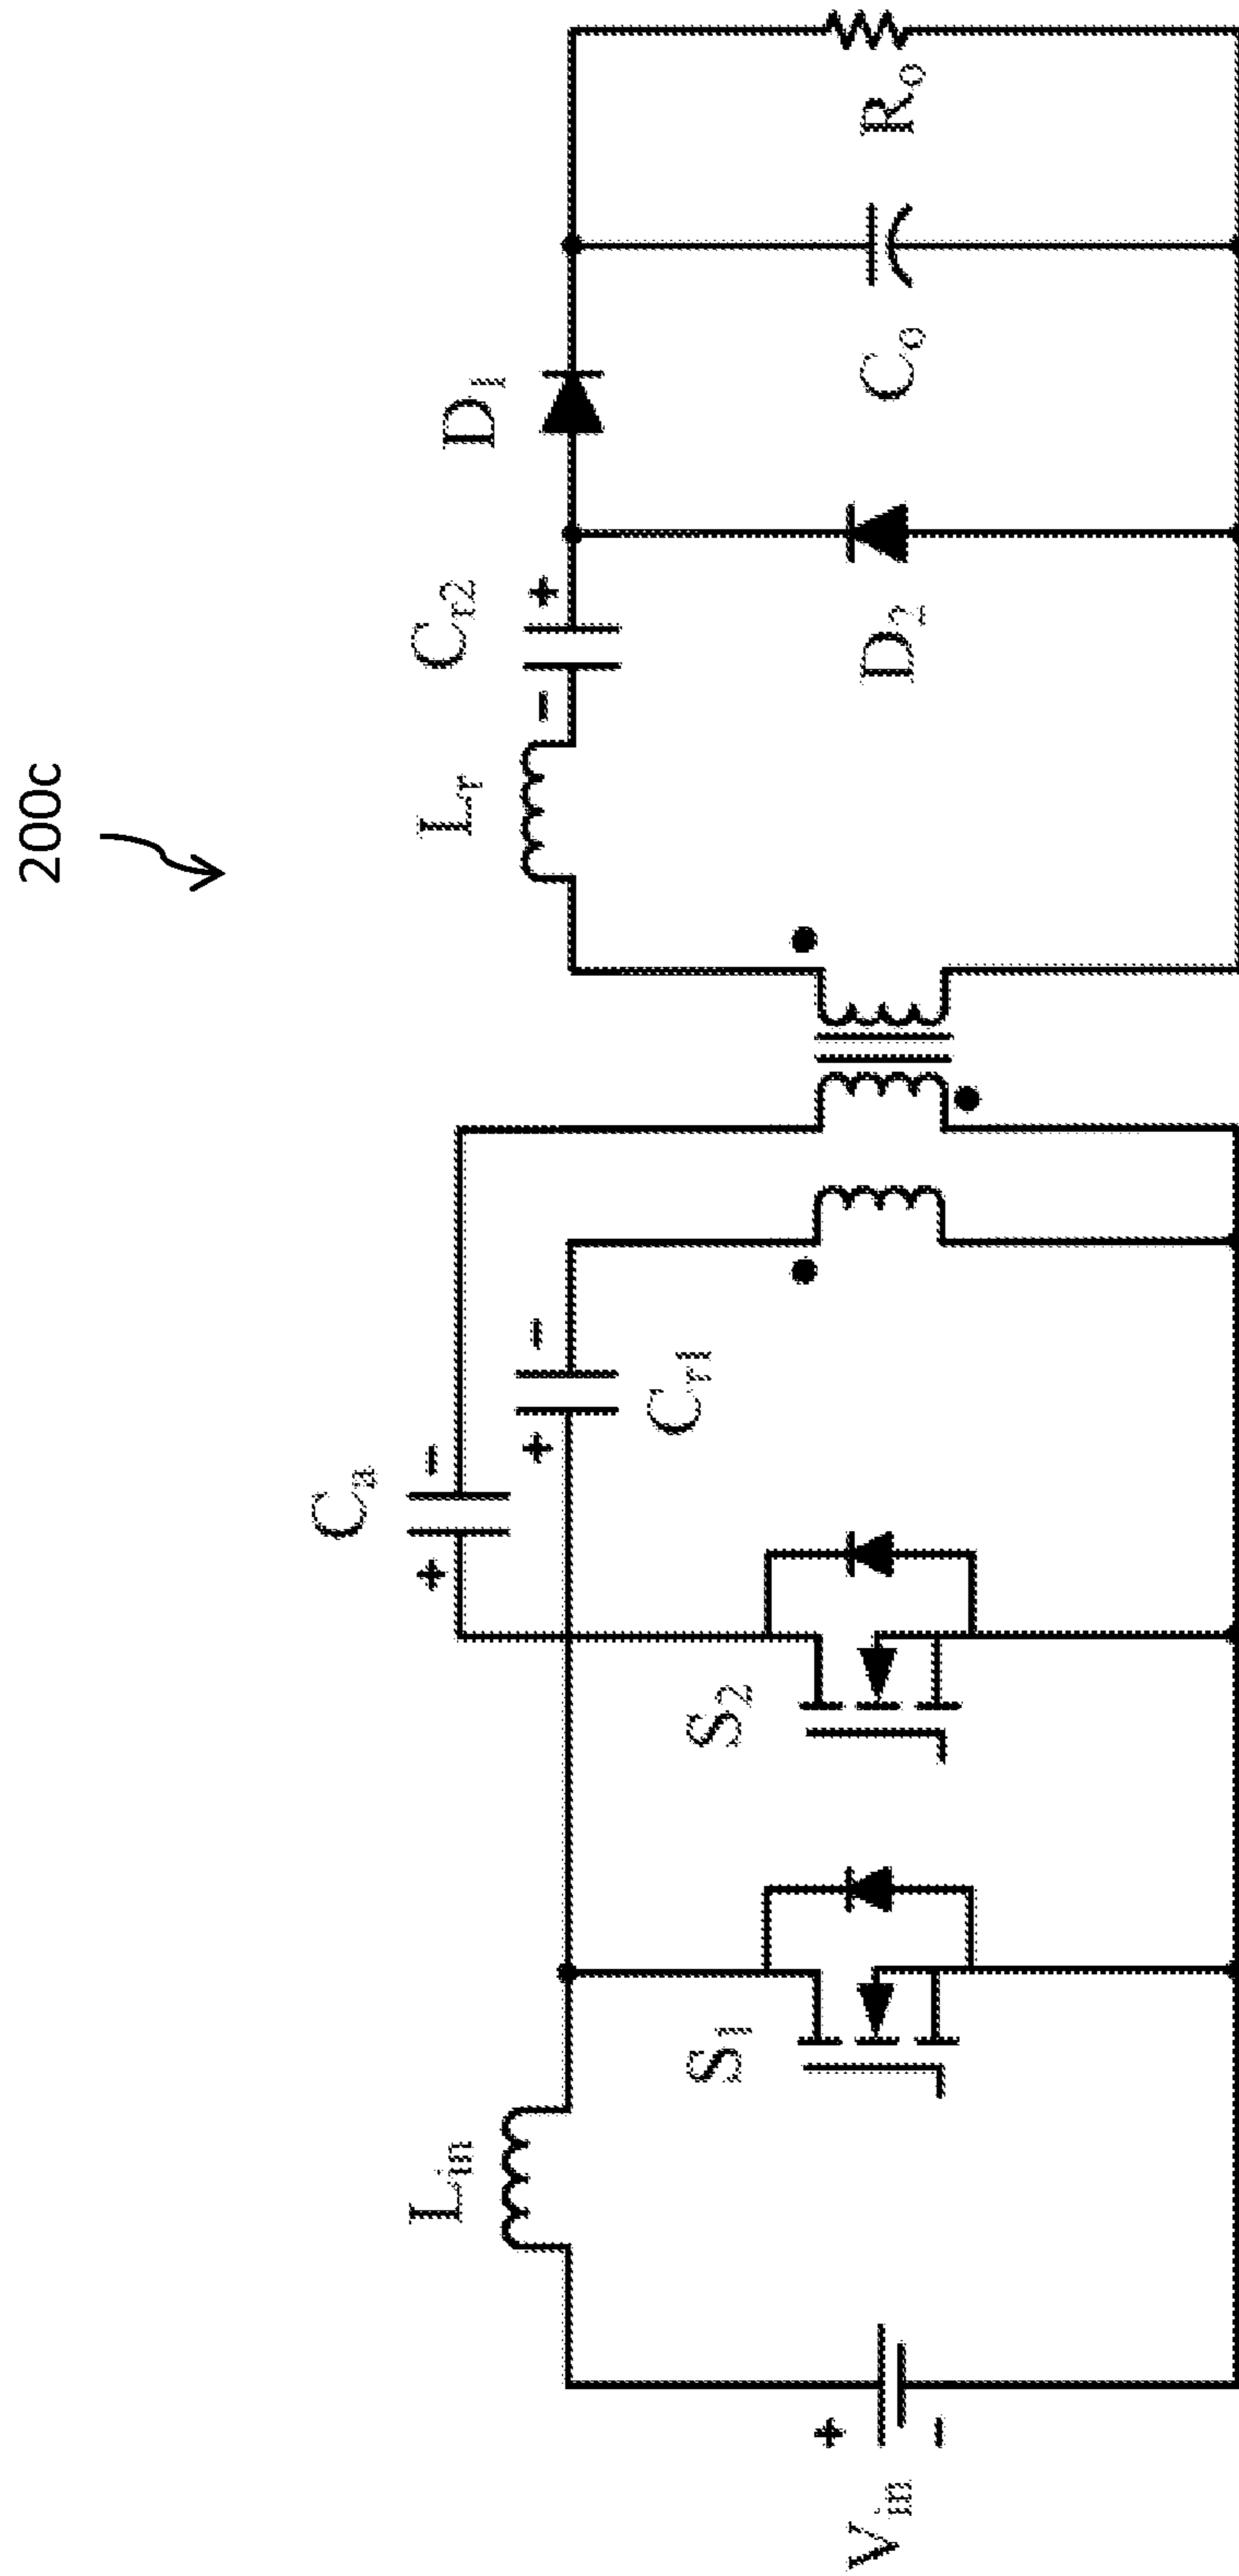 200c
Vin
+
-
Lin
S1
S2
Ca
+
-
Cr1
+
-
Lr
Cr2
-
+
D1
D2
Co
Ro